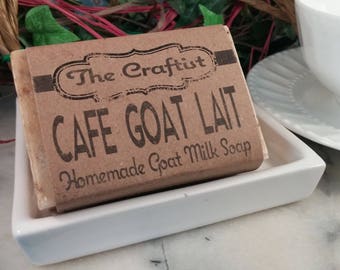 The Craftist
CAFE GOAT LAIT
Homemade Goat Milk Soap